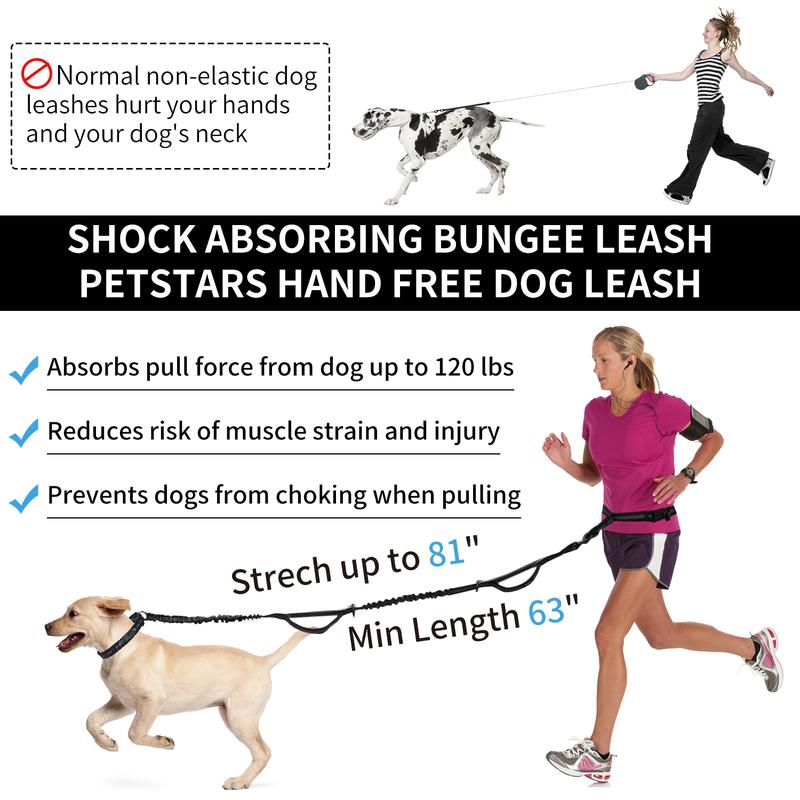 Normal non-elastic dog
leashes hurt your hands
and your dog's neck
SHOCK ABSORBING BUNGEE LEASH
PETSTARS HAND FREE DOG LEASH
Absorbs pull force from dog up to 120 lbs
Reduces risk of muscle strain and injury
Prevents dogs from choking when pulling
Strech up to 81"
Min Length 63"